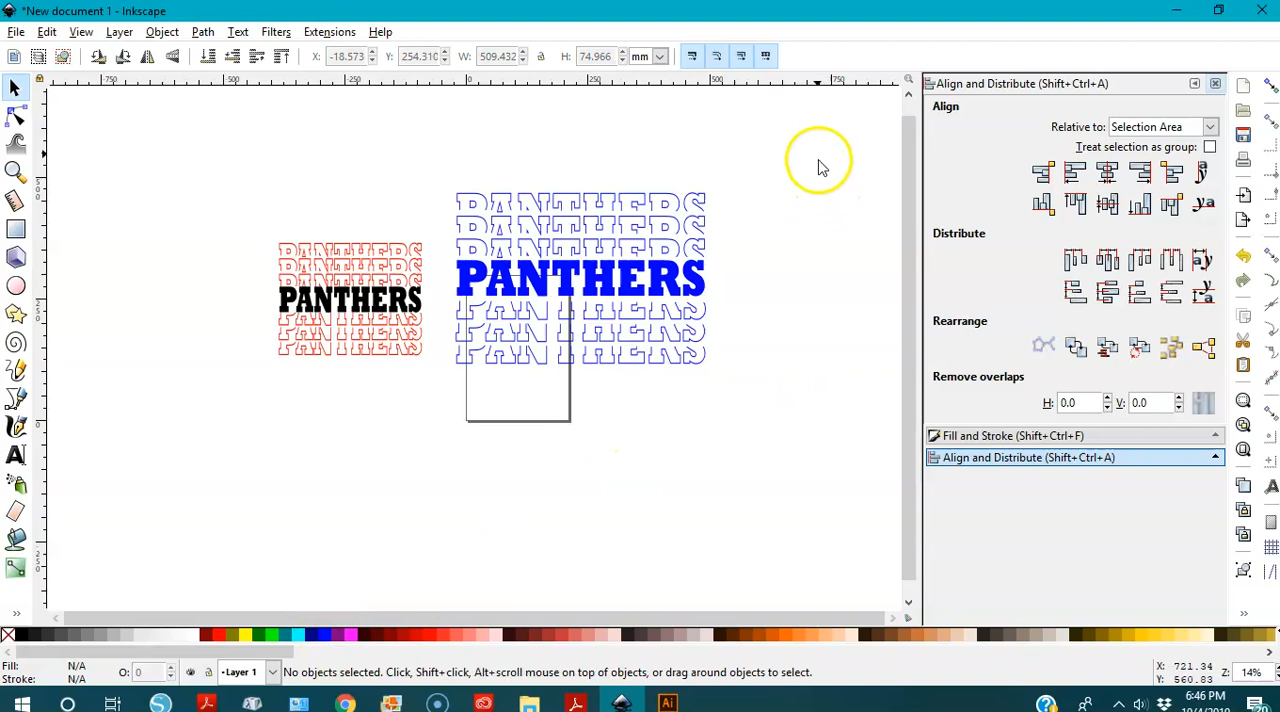 *New document 1 - Inkscape
File Edit View Layer Object Path Text Filters Extensions Help
X: -18.573 Y: 254.310 W: 509.432 H: 74.966 mm
Align and Distribute (Shift+Ctrl+A)
Align
Relative to: Selection Area
Treat selection as group:
Distribute
Rearrange
Remove overlaps
H: 0.0 V: 0.0
Fill and Stroke (Shift+Ctrl+F)
Align and Distribute (Shift+Ctrl+A)
PANTHERS
PANTHERS
PANTHERS
PANTHERS
PANTHERS
PANTHERS
PANTHERS
PANTHERS
PANTHERS
PANTHERS
PANTHERS
PANTHERS
PANTHERS
PANTHERS
Fill: N/A
Stroke: N/A
O: 0
Layer 1
No objects selected. Click, Shift+click, Alt+scroll mouse on top of objects, or drag around objects to select.
X: 721.34
Y: 560.83
Z: 14%
6:46 PM
10/4/2019